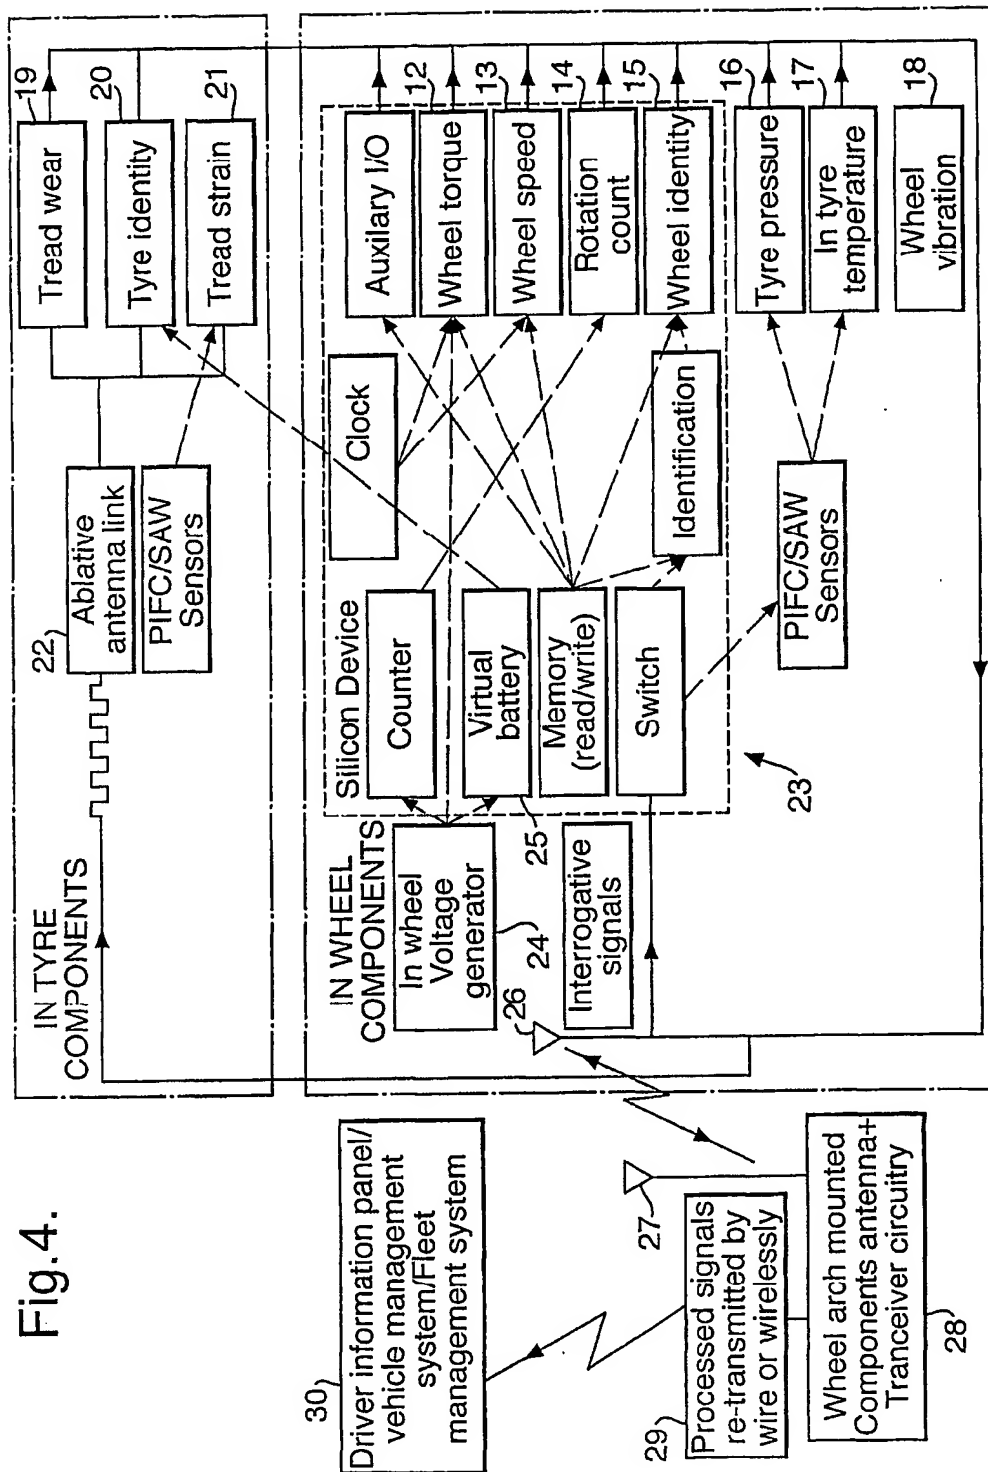 Fig.4.
IN TYRE
COMPONENTS
22
Ablative
antenna link
PIFC/SAW
Sensors
Tread wear
19
Tyre identity
20
Tread strain
21
IN WHEEL
COMPONENTS
In wheel
Voltage
generator
24
Silicon Device
Counter
Virtual
battery
25
Memory
(read/write)
Switch
Clock
Identification
23
Interrogative
signals
26
PIFC/SAW
Sensors
Auxilary I/O
Wheel torque
12
Wheel speed
13
Rotation
count
14
Wheel identity
15
Tyre pressure
16
In tyre
temperature
17
Wheel
vibration
18
30
Driver information panel/
vehicle management
system/Fleet
management system
27
29
Processed signals
re-transmitted by
wire or wirelessly
Wheel arch mounted
Components antenna+
Tranceiver circuitry
28